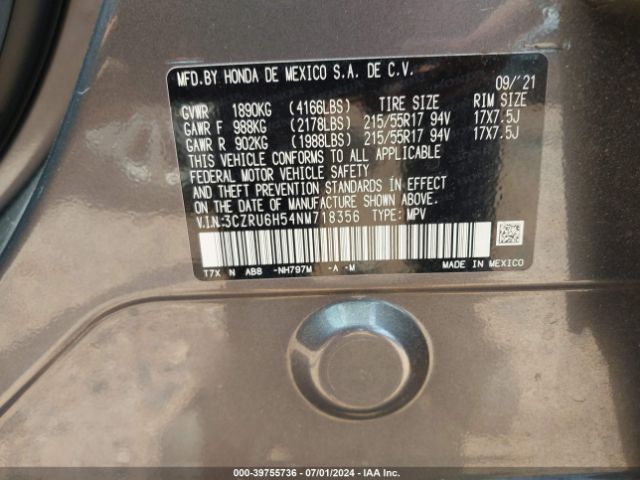 MFD.BY HONDA DE MEXICO S.A. DE C.V.
09/'21
GVWR 1890KG (4166LBS) TIRE SIZE RIM SIZE
GAWR F 988KG (2178LBS) 215/55R17 94V 17X7.5J
GAWR R 902KG (1988LBS) 215/55R17 94V 17X7.5J
THIS VEHICLE CONFORMS TO ALL APPLICABLE
FEDERAL MOTOR VEHICLE SAFETY
AND THEFT PREVENTION STANDARDS IN EFFECT
ON THE DATE OF MANUFACTURE SHOWN ABOVE.
V.I.N:3CZRU6H54NM718356 TYPE: MPV
T7X N AB8 -NH797M -A -M MADE IN MEXICO
000-39755736 - 07/01/2024 - IAA Inc.